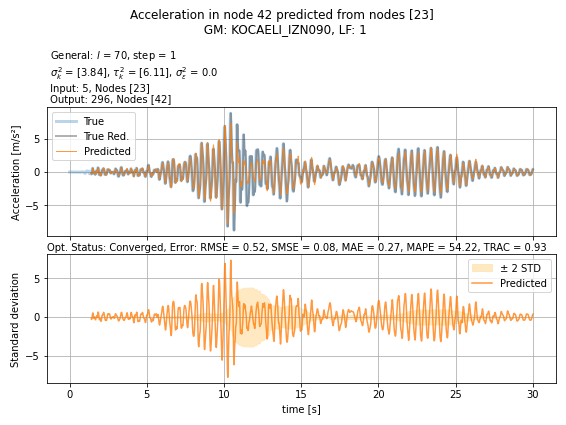 Acceleration in node 42 predicted from nodes [23]
GM: KOCAELI_IZN090, LF: 1
General: l = 70, step = 1
σ²ₖ = [3.84], τ²ₖ = [6.11], σ²ε = 0.0
Input: 5, Nodes [23]
Output: 296, Nodes [42]
True
True Red.
Predicted
Acceleration [m/s²]
5
0
−5
Opt. Status: Converged, Error: RMSE = 0.52, SMSE = 0.08, MAE = 0.27, MAPE = 54.22, TRAC = 0.93
± 2 STD
Predicted
Standard deviation
5
0
−5
0 5 10 15 20 25 30
time [s]